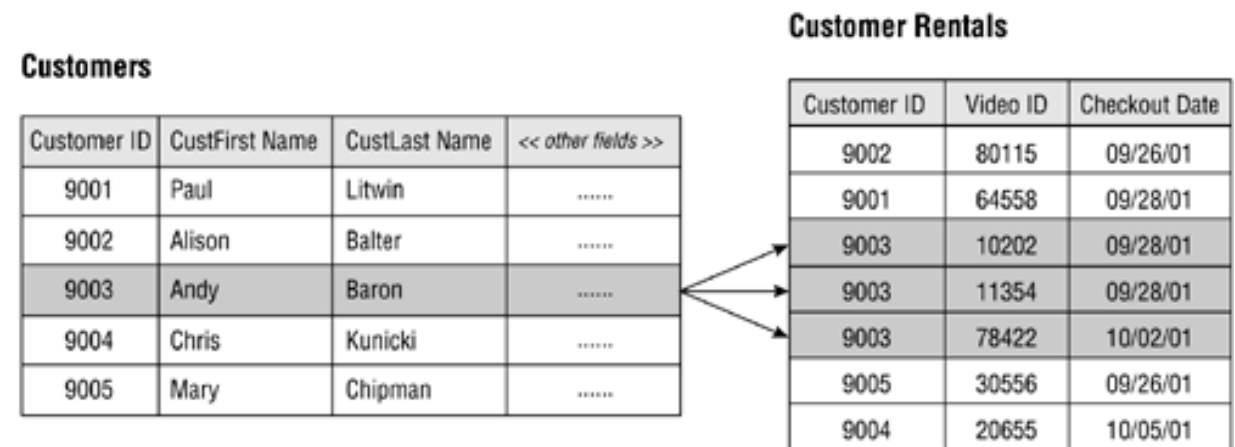 Customers
Customer ID CustFirst Name CustLast Name << other fields >>
9001 Paul Litwin ......
9002 Alison Balter ......
9003 Andy Baron ......
9004 Chris Kunicki ......
9005 Mary Chipman ......
Customer Rentals
Customer ID Video ID Checkout Date
9002 80115 09/26/01
9001 64558 09/28/01
9003 10202 09/28/01
9003 11354 09/28/01
9003 78422 10/02/01
9005 30556 09/26/01
9004 20655 10/05/01